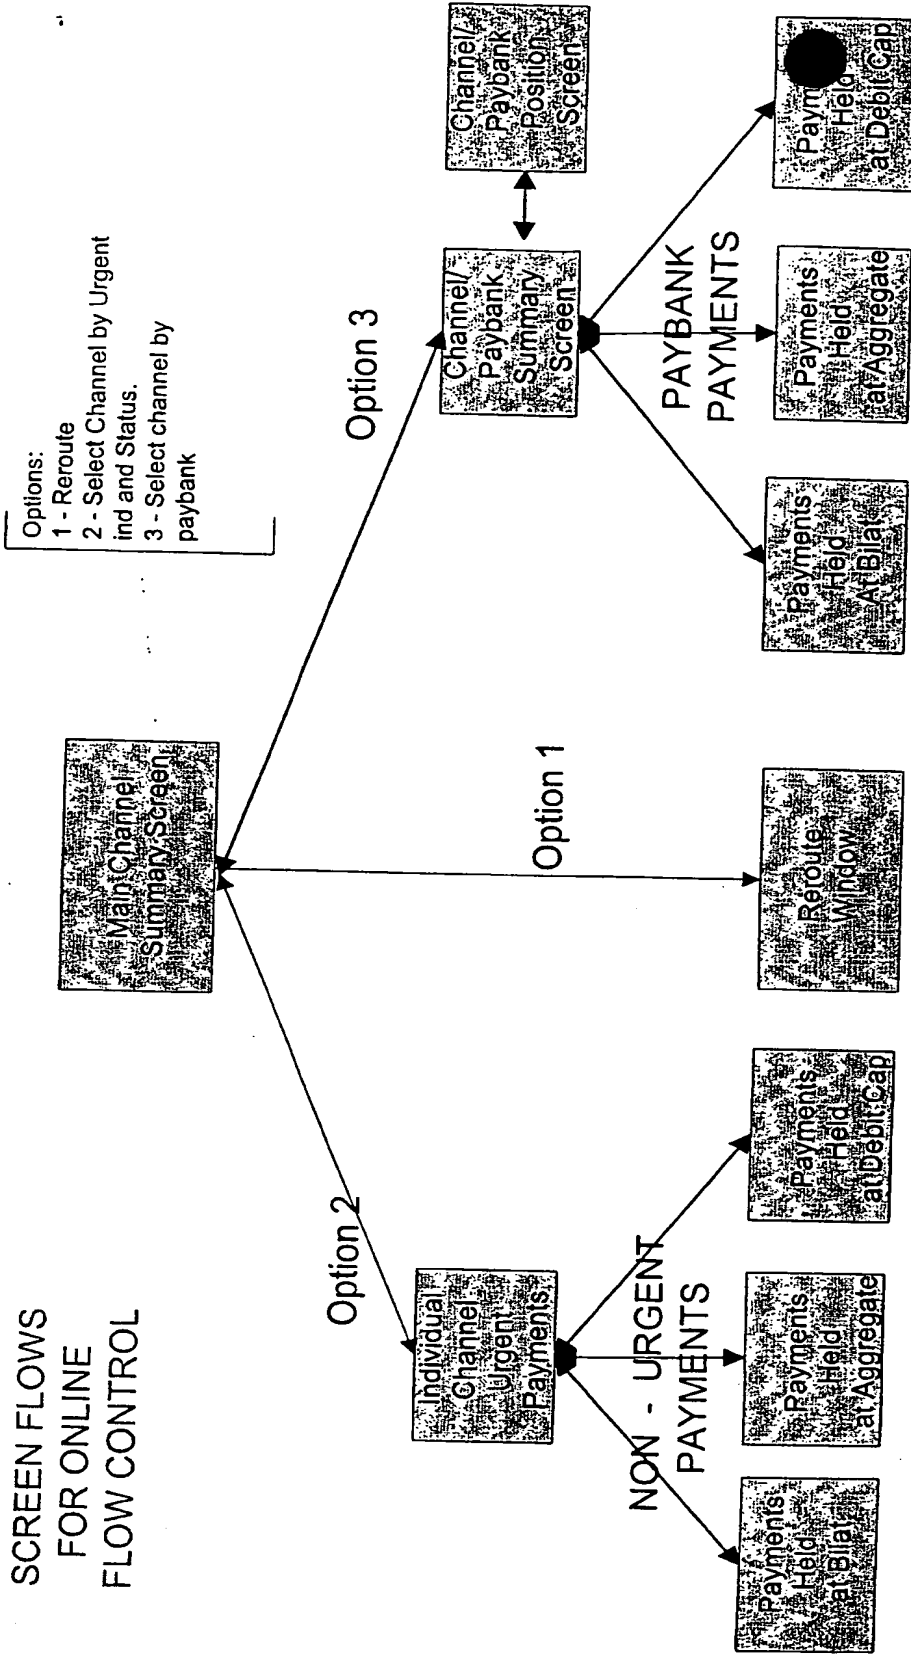 SCREEN FLOWS
FOR ONLINE
FLOW CONTROL
Options:
1 - Reroute
2 - Select Channel by Urgent
ind and Status.
3 - Select channel by
paybank
Main Channel
Summary Screen
Option 2
Option 1
Option 3
Individual
Channel
Urgent
Payments
Channel/
Paybank
Summary
Screen
Channel/
Paybank
Position
Screen
NON - URGENT
PAYMENTS
PAYBANK
PAYMENTS
Payments
Held
at Bilat
Payments
Held
at Aggregate
Payments
Held
at Debit Cap
Reroute
Window
Payments
Held
At Bilat
Payments
Held
at Aggregate
Paym
Held
at Debit Cap